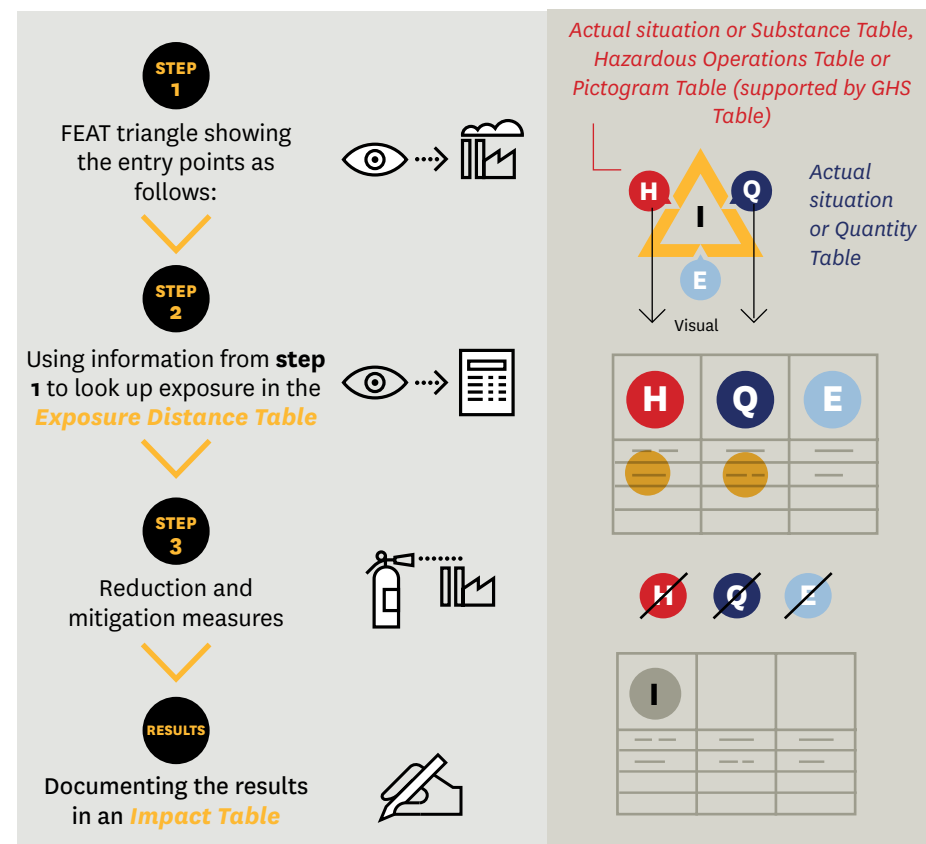 STEP
1
FEAT triangle showing
the entry points as
follows:
STEP
2
Using information from step
1 to look up exposure in the
Exposure Distance Table
STEP
3
Reduction and
mitigation measures
RESULTS
Documenting the results
in an Impact Table
Actual situation or Substance Table,
Hazardous Operations Table or
Pictogram Table (supported by GHS
Table)
H
Q
I
E
Actual
situation
or Quantity
Table
Visual
H
Q
E
H
Q
E
I